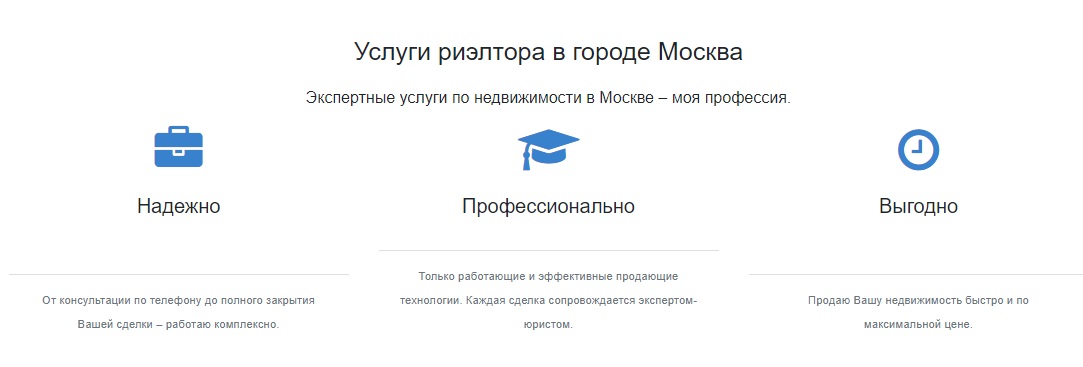 Услуги риэлтора в городе Москва
Экспертные услуги по недвижимости в Москве – моя профессия.
Надежно
Профессионально
Выгодно
От консультации по телефону до полного закрытия
Вашей сделки – работаю комплексно.
Только работающие и эффективные продающие
технологии. Каждая сделка сопровождается экспертом-
юристом.
Продаю Вашу недвижимость быстро и по
максимальной цене.